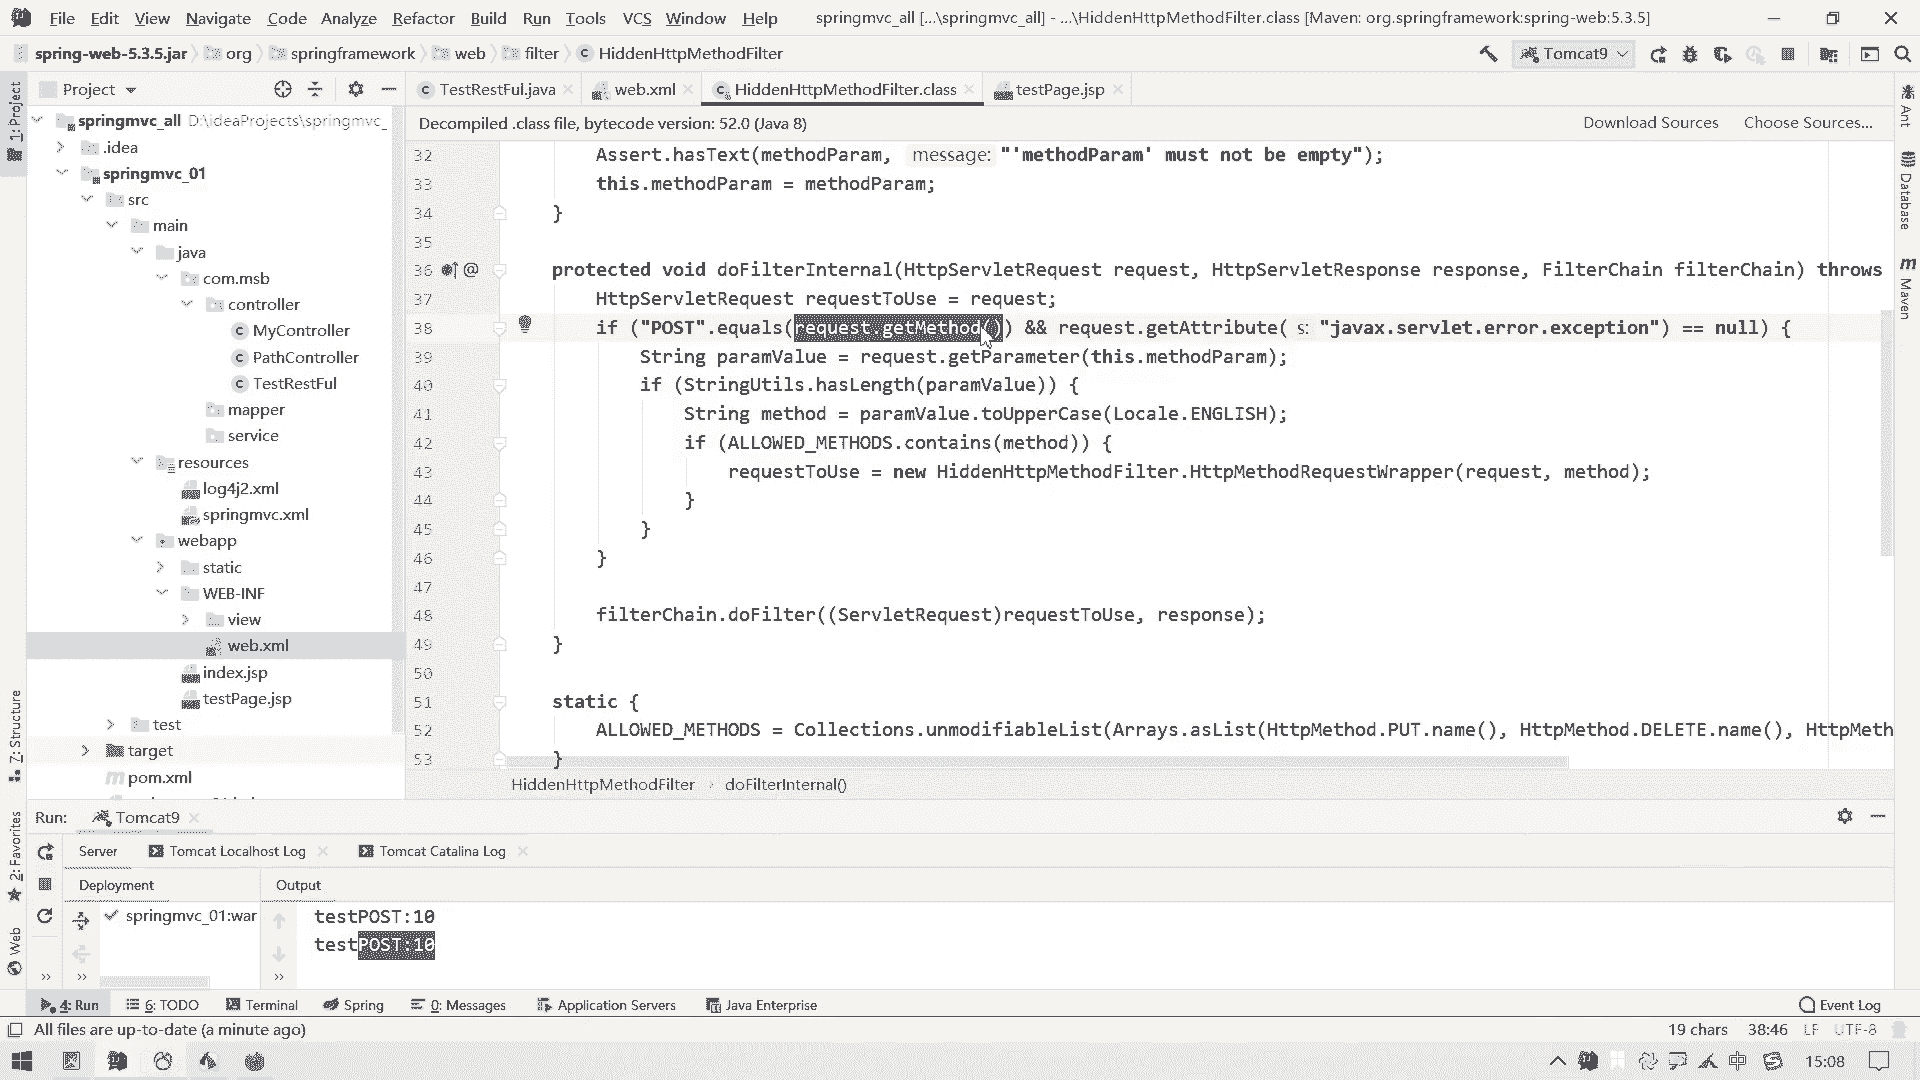 File Edit View Navigate Code Analyze Refactor Build Run Tools VCS Window Help springmvc_all [...\springmvc_all] - ...\HiddenHttpMethodFilter.class [Maven: org.springframework:spring-web:5.3.5]
spring-web-5.3.5.jar org springframework web filter HiddenHttpMethodFilter Tomcat9
Project TestRestFul.java web.xml HiddenHttpMethodFilter.class testPage.jsp
Decompiled .class file, bytecode version: 52.0 (Java 8) Download Sources Choose Sources...
1: Project
Z: Structure
2: Favorites
Web
Ant
Database
Maven
springmvc_all D:\ideaProjects\springmvc_
.idea
springmvc_01
src
main
java
com.msb
controller
MyController
PathController
TestRestFul
mapper
service
resources
log4j2.xml
springmvc.xml
webapp
static
WEB-INF
view
web.xml
index.jsp
testPage.jsp
test
target
pom.xml
32 Assert.hasText(methodParam, message: "'methodParam' must not be empty");
33 this.methodParam = methodParam;
34 }
35
36 @ protected void doFilterInternal(HttpServletRequest request, HttpServletResponse response, FilterChain filterChain) throws
37 HttpServletRequest requestToUse = request;
38 if ("POST".equals(request.getMethod()) && request.getAttribute( s: "javax.servlet.error.exception") == null) {
39 String paramValue = request.getParameter(this.methodParam);
40 if (StringUtils.hasLength(paramValue)) {
41 String method = paramValue.toUpperCase(Locale.ENGLISH);
42 if (ALLOWED_METHODS.contains(method)) {
43 requestToUse = new HiddenHttpMethodFilter.HttpMethodRequestWrapper(request, method);
44 }
45 }
46 }
47
48 filterChain.doFilter((ServletRequest)requestToUse, response);
49 }
50
51 static {
52 ALLOWED_METHODS = Collections.unmodifiableList(Arrays.asList(HttpMethod.PUT.name(), HttpMethod.DELETE.name(), HttpMeth
53 }
HiddenHttpMethodFilter › doFilterInternal()
Run: Tomcat9
Server Tomcat Localhost Log Tomcat Catalina Log
Deployment Output
springmvc_01:war
testPOST:10
testPOST:10
4: Run 6: TODO Terminal Spring 0: Messages Application Servers Java Enterprise Event Log
All files are up-to-date (a minute ago) 19 chars 38:46 LF UTF-8
中 15:08